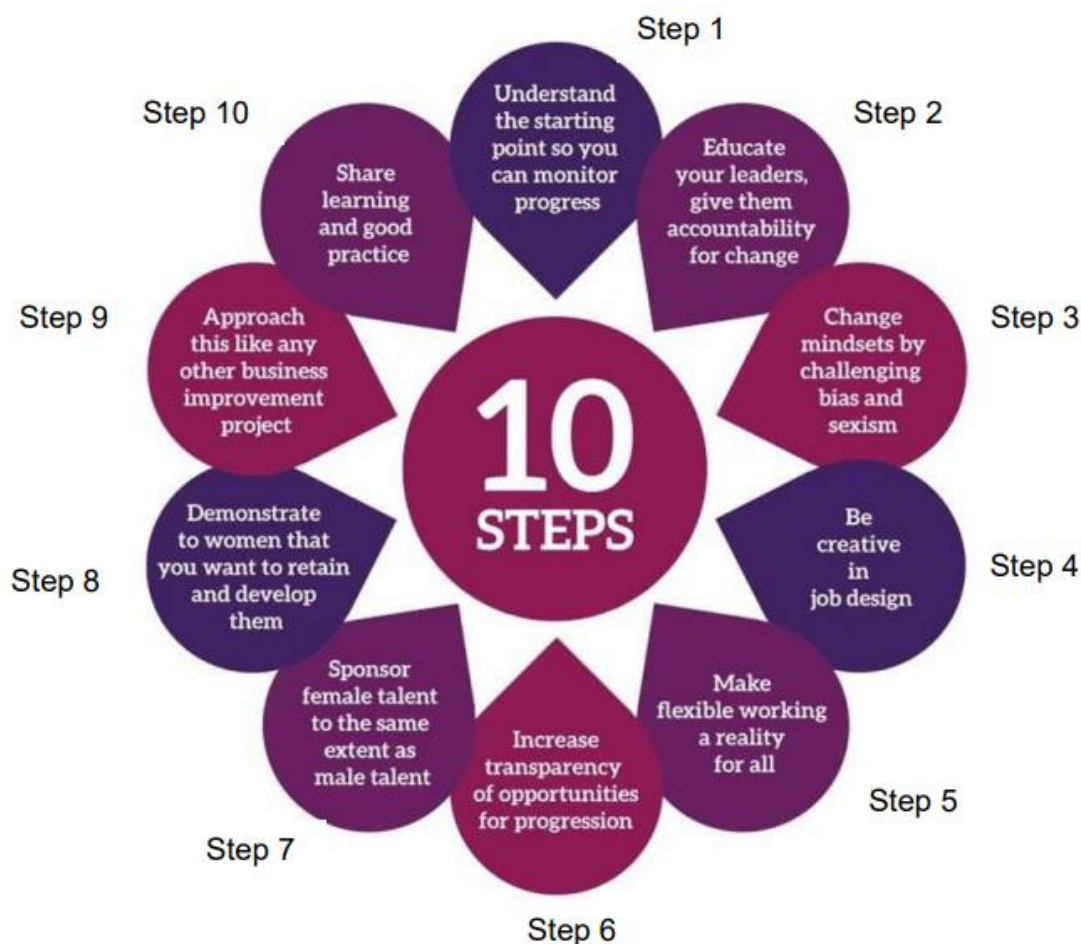 Step 1
Understand
the starting
point so you
can monitor
progress
Step 2
Educate
your leaders,
give them
accountability
for change
Step 3
Change
mindsets by
challenging
bias and
sexism
Step 4
Be
creative
in
job design
Step 5
Make
flexible working
a reality
for all
Step 6
Increase
transparency
of opportunities
for progression
Step 7
Sponsor
female talent
to the same
extent as
male talent
Step 8
Demonstrate
to women that
you want to retain
and develop
them
Step 9
Approach
this like any
other business
improvement
project
Step 10
Share
learning
and good
practice
10
STEPS